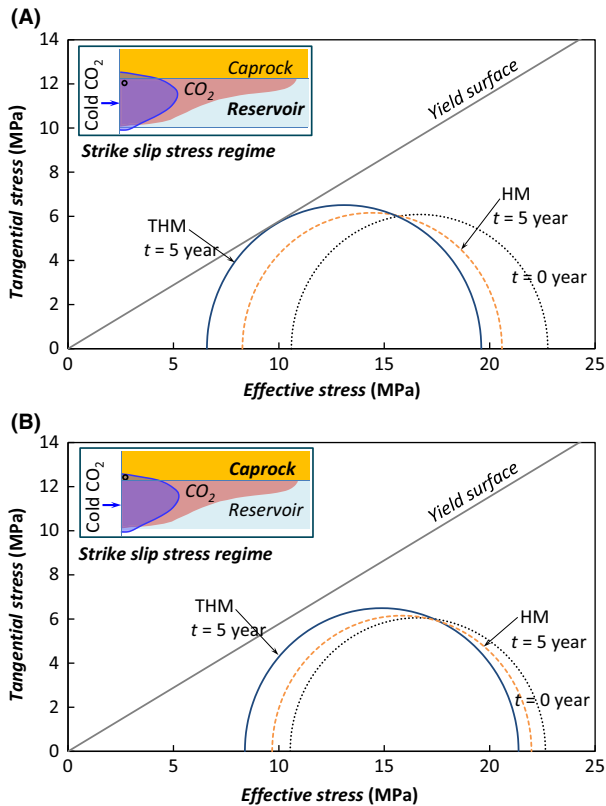 (A)
14
12
10
8
6
4
2
0
Tangential stress (MPa)
Cold CO2
Caprock
CO2
Reservoir
Strike slip stress regime
Yield surface
THM
t = 5 year
HM
t = 5 year
t = 0 year
0 5 10 15 20 25
Effective stress (MPa)
(B)
14
12
10
8
6
4
2
0
Tangential stress (MPa)
Cold CO2
Caprock
CO2
Reservoir
Strike slip stress regime
Yield surface
THM
t = 5 year
HM
t = 5 year
t = 0 year
0 5 10 15 20 25
Effective stress (MPa)